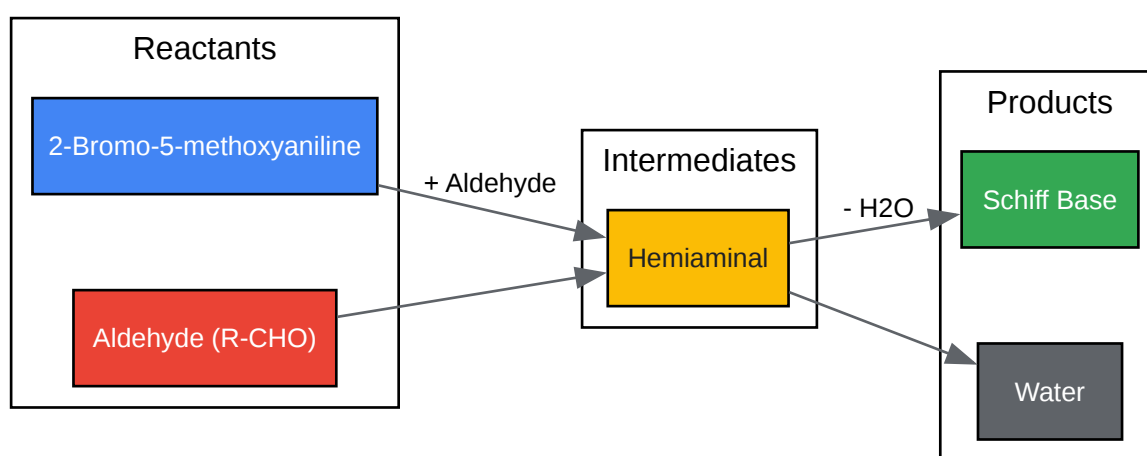 Reactants
2-Bromo-5-methoxyaniline
Aldehyde (R-CHO)
+ Aldehyde
Intermediates
Hemiaminal
- H2O
Products
Schiff Base
Water